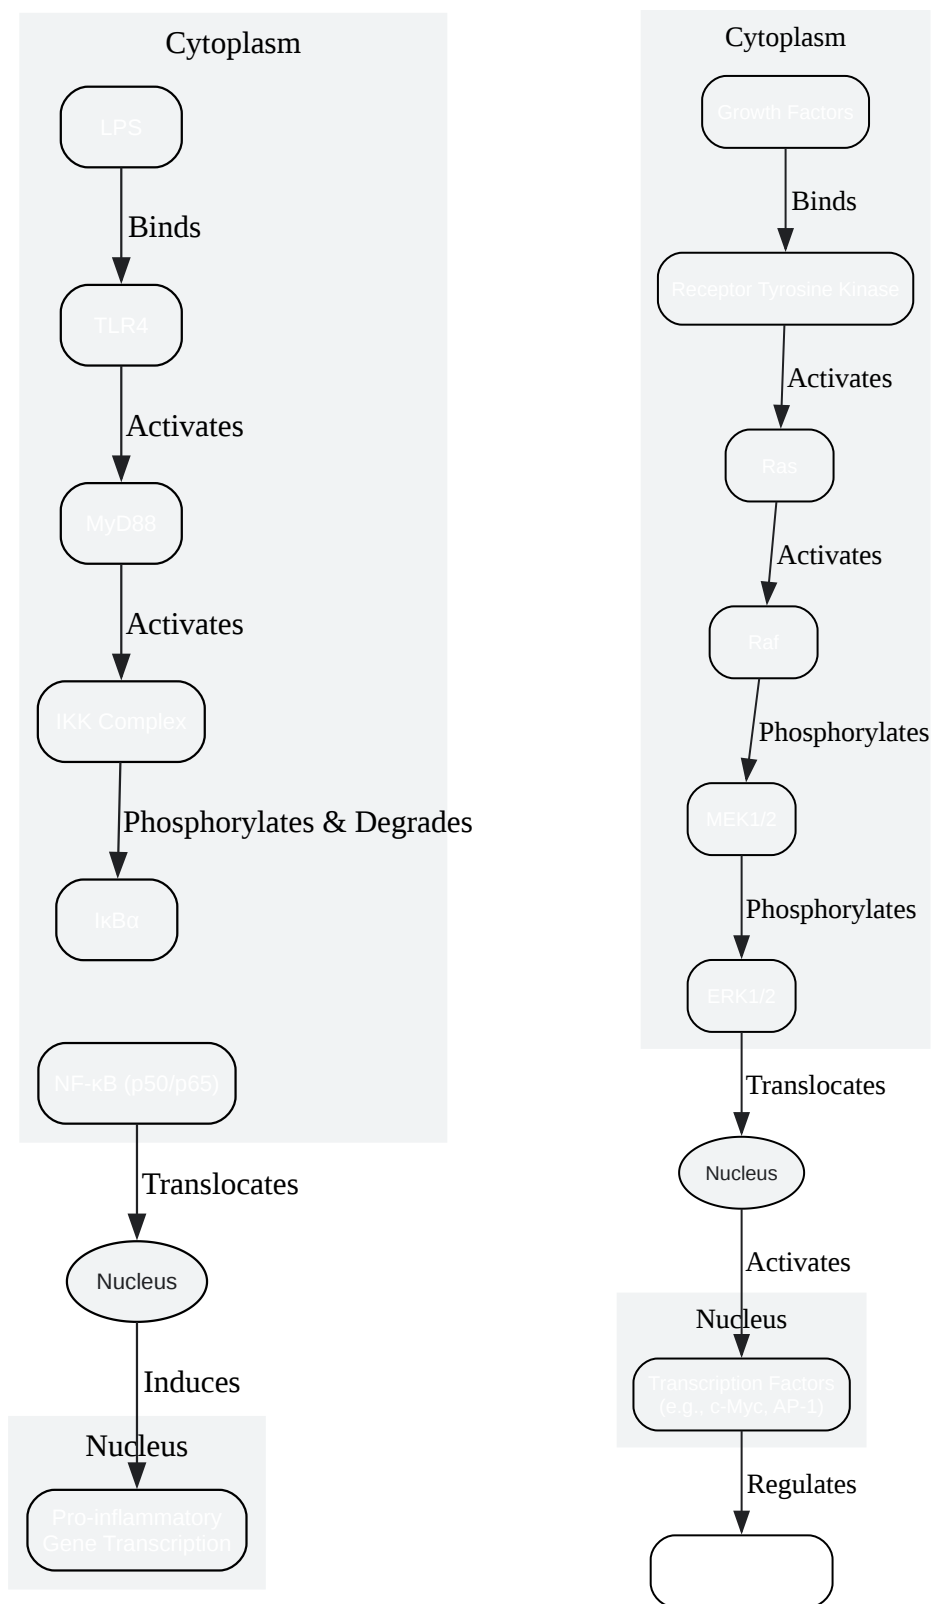 Cytoplasm
LPS
Binds
TLR4
Activates
MyD88
Activates
IKK Complex
Phosphorylates & Degrades
IκBα
NF-κB (p50/p65)
Translocates
Nucleus
Induces
Nucleus
Pro-inflammatory
Gene Transcription
Cytoplasm
Growth Factors
Binds
Receptor Tyrosine Kinase
Activates
Ras
Activates
Raf
Phosphorylates
MEK1/2
Phosphorylates
ERK1/2
Translocates
Nucleus
Activates
Nucleus
Transcription Factors
(e.g., c-Myc, AP-1)
Regulates